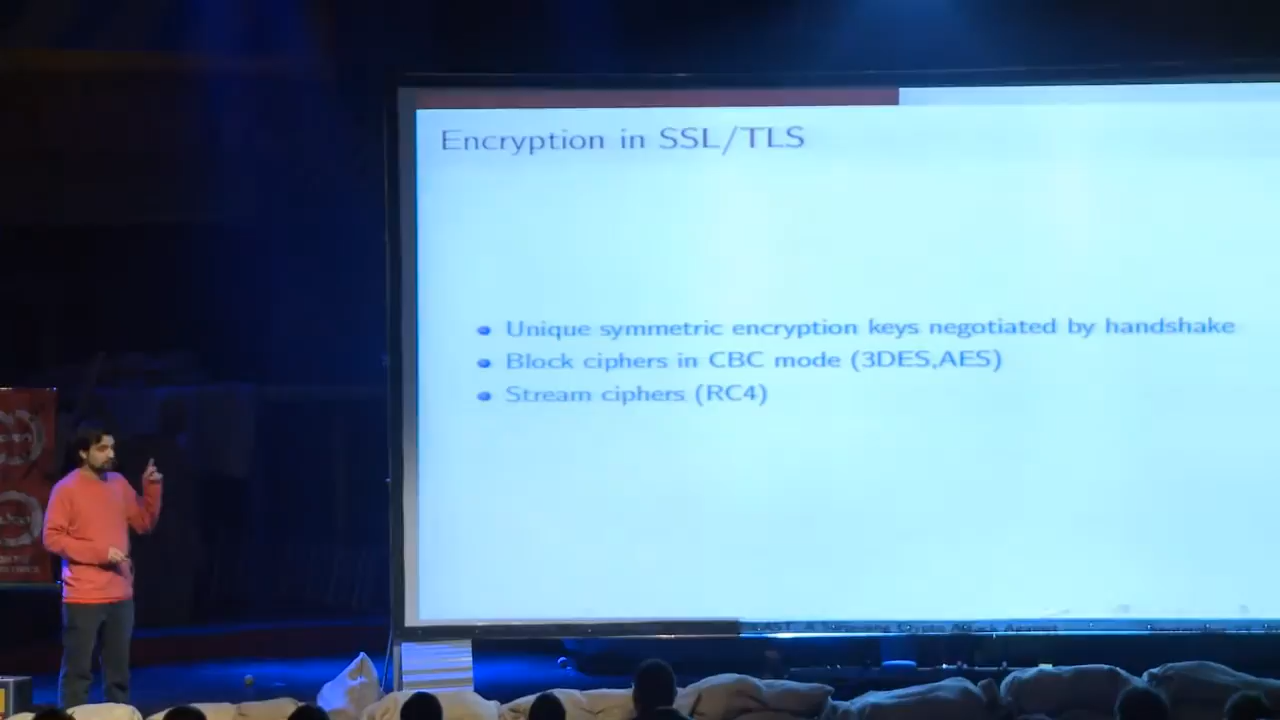 Encryption in SSL/TLS
Unique symmetric encryption keys negotiated by handshake
Block ciphers in CBC mode (3DES,AES)
Stream ciphers (RC4)